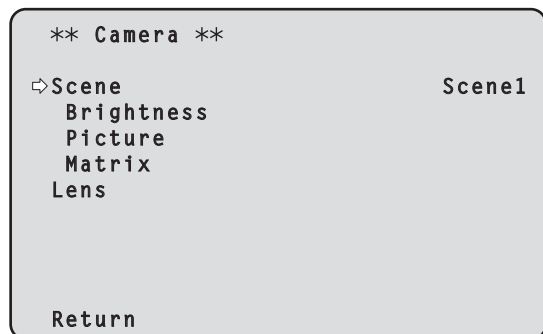 ** Camera **
⇨Scene Scene1
Brightness
Picture
Matrix
Lens
Return